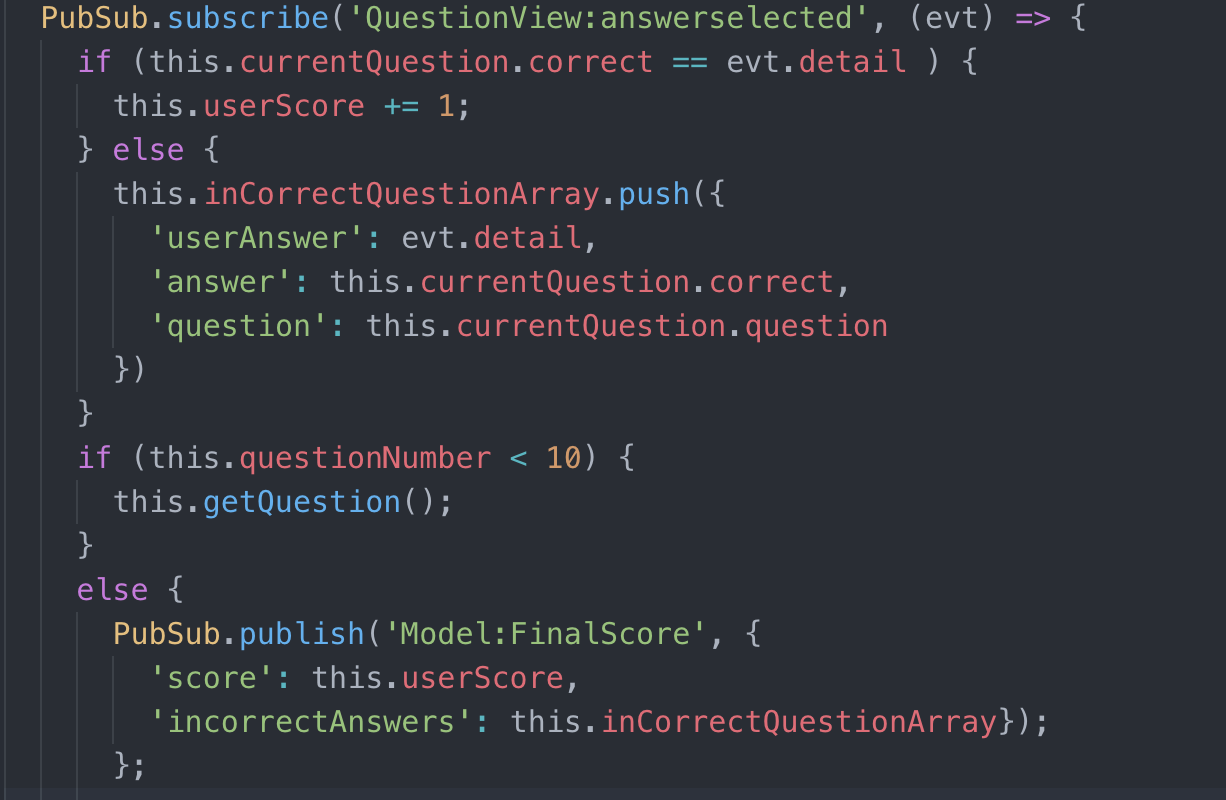 PubSub.subscribe('QuestionView:answerselected', (evt) => {
if (this.currentQuestion.correct == evt.detail ) {
this.userScore += 1;
} else {
this.inCorrectQuestionArray.push({
'userAnswer': evt.detail,
'answer': this.currentQuestion.correct,
'question': this.currentQuestion.question
})
}
if (this.questionNumber < 10) {
this.getQuestion();
}
else {
PubSub.publish('Model:FinalScore', {
'score': this.userScore,
'incorrectAnswers': this.inCorrectQuestionArray});
};